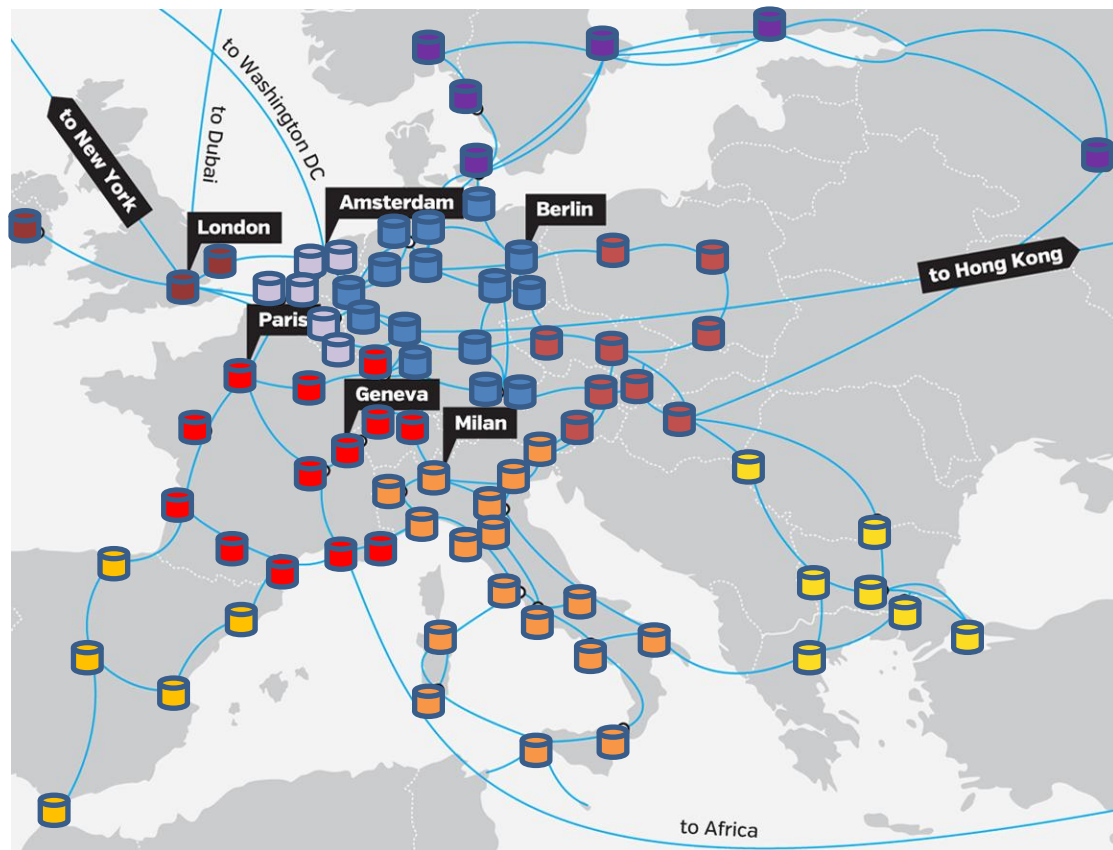 to Washington DC
to Dubai
to New York
Amsterdam
London
Berlin
to Hong Kong
Paris
Geneva
Milan
to Africa